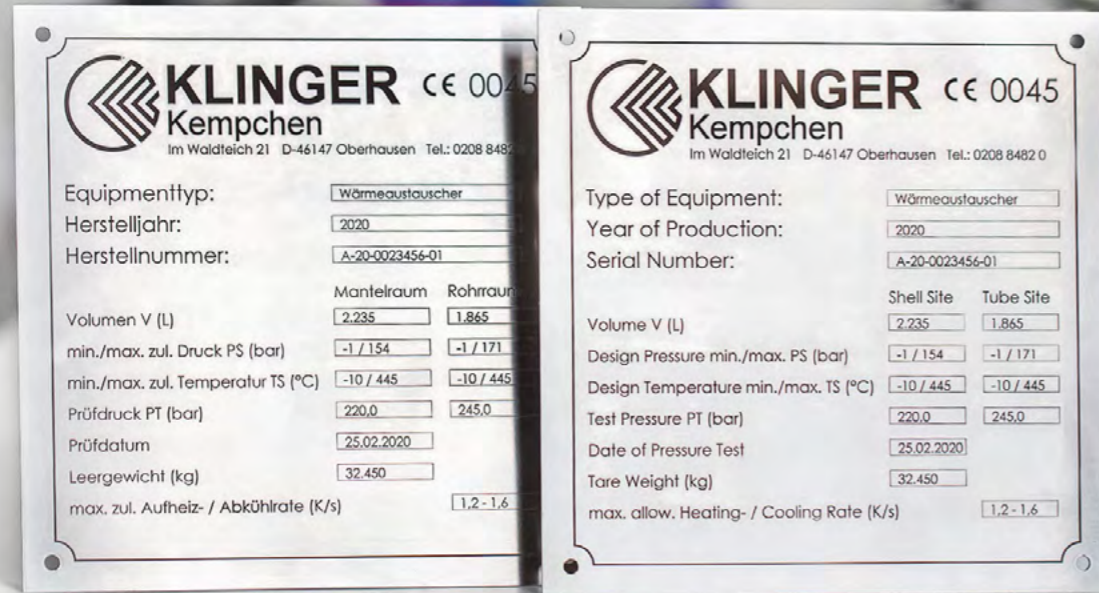 KLINGER CE 0045
Kempchen
Im Waldteich 21 D-46147 Oberhausen Tel.: 0208 8482
Equipmenttyp: Wärmeaustauscher
Herstelljahr: 2020
Herstellnummer: A-20-0023456-01
Mantelraum Rohrraum
Volumen V (L) 2.235 1.865
min./max. zul. Druck PS (bar) -1 / 154 -1 / 171
min./max. zul. Temperatur TS (°C) -10 / 445 -10 / 445
Prüfdruck PT (bar) 220,0 245,0
Prüfdatum 25.02.2020
Leergewicht (kg) 32.450
max. zul. Aufheiz- / Abkühlrate (K/s) 1,2 - 1,6
KLINGER CE 0045
Kempchen
Im Waldteich 21 D-46147 Oberhausen Tel.: 0208 8482 0
Type of Equipment: Wärmeaustauscher
Year of Production: 2020
Serial Number: A-20-0023456-01
Shell Site Tube Site
Volume V (L) 2.235 1.865
Design Pressure min./max. PS (bar) -1 / 154 -1 / 171
Design Temperature min./max. TS (°C) -10 / 445 -10 / 445
Test Pressure PT (bar) 220,0 245,0
Date of Pressure Test 25.02.2020
Tare Weight (kg) 32.450
max. allow. Heating- / Cooling Rate (K/s) 1,2 - 1,6